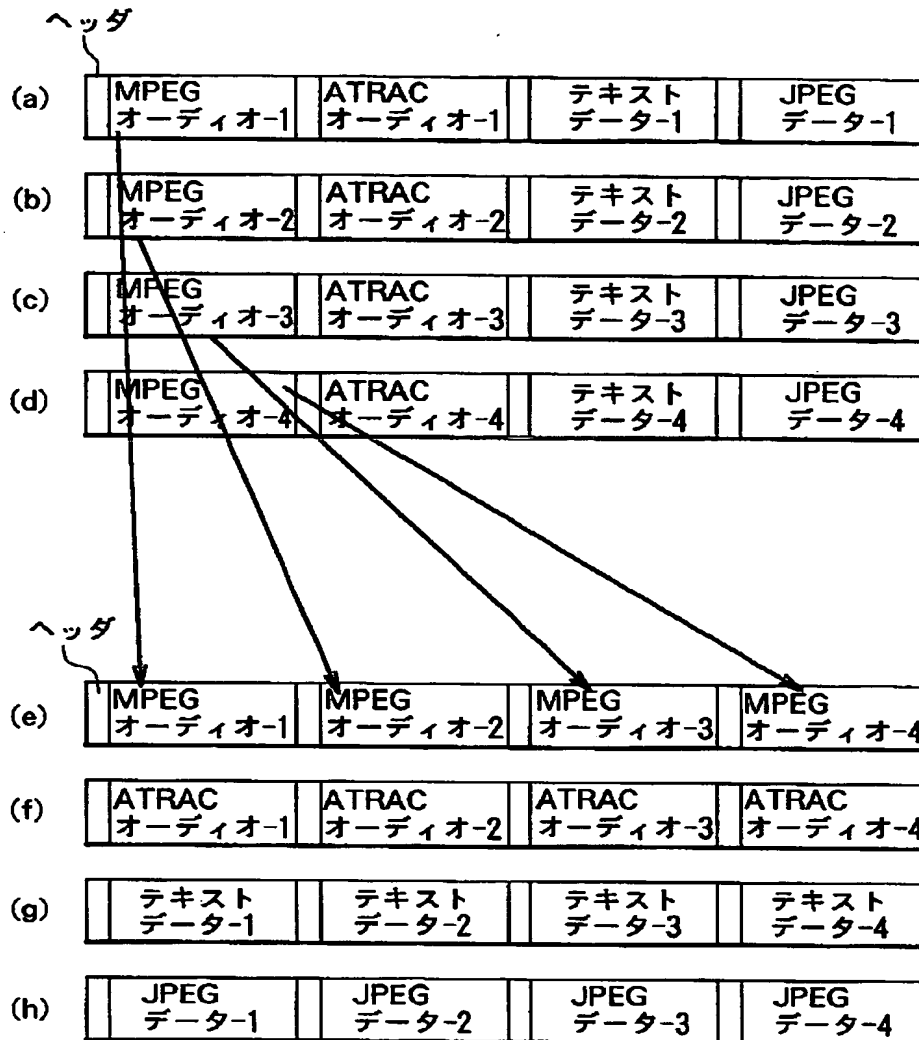 ヘッダ
(a) MPEG オーディオ-1 ATRAC オーディオ-1 テキスト データ-1 JPEG データ-1
(b) MPEG オーディオ-2 ATRAC オーディオ-2 テキスト データ-2 JPEG データ-2
(c) MPEG オーディオ-3 ATRAC オーディオ-3 テキスト データ-3 JPEG データ-3
(d) MPEG オーディオ-4 ATRAC オーディオ-4 テキスト データ-4 JPEG データ-4
ヘッダ
(e) MPEG オーディオ-1 MPEG オーディオ-2 MPEG オーディオ-3 MPEG オーディオ-4
(f) ATRAC オーディオ-1 ATRAC オーディオ-2 ATRAC オーディオ-3 ATRAC オーディオ-4
(g) テキスト データ-1 テキスト データ-2 テキスト データ-3 テキスト データ-4
(h) JPEG データ-1 JPEG データ-2 JPEG データ-3 JPEG データ-4